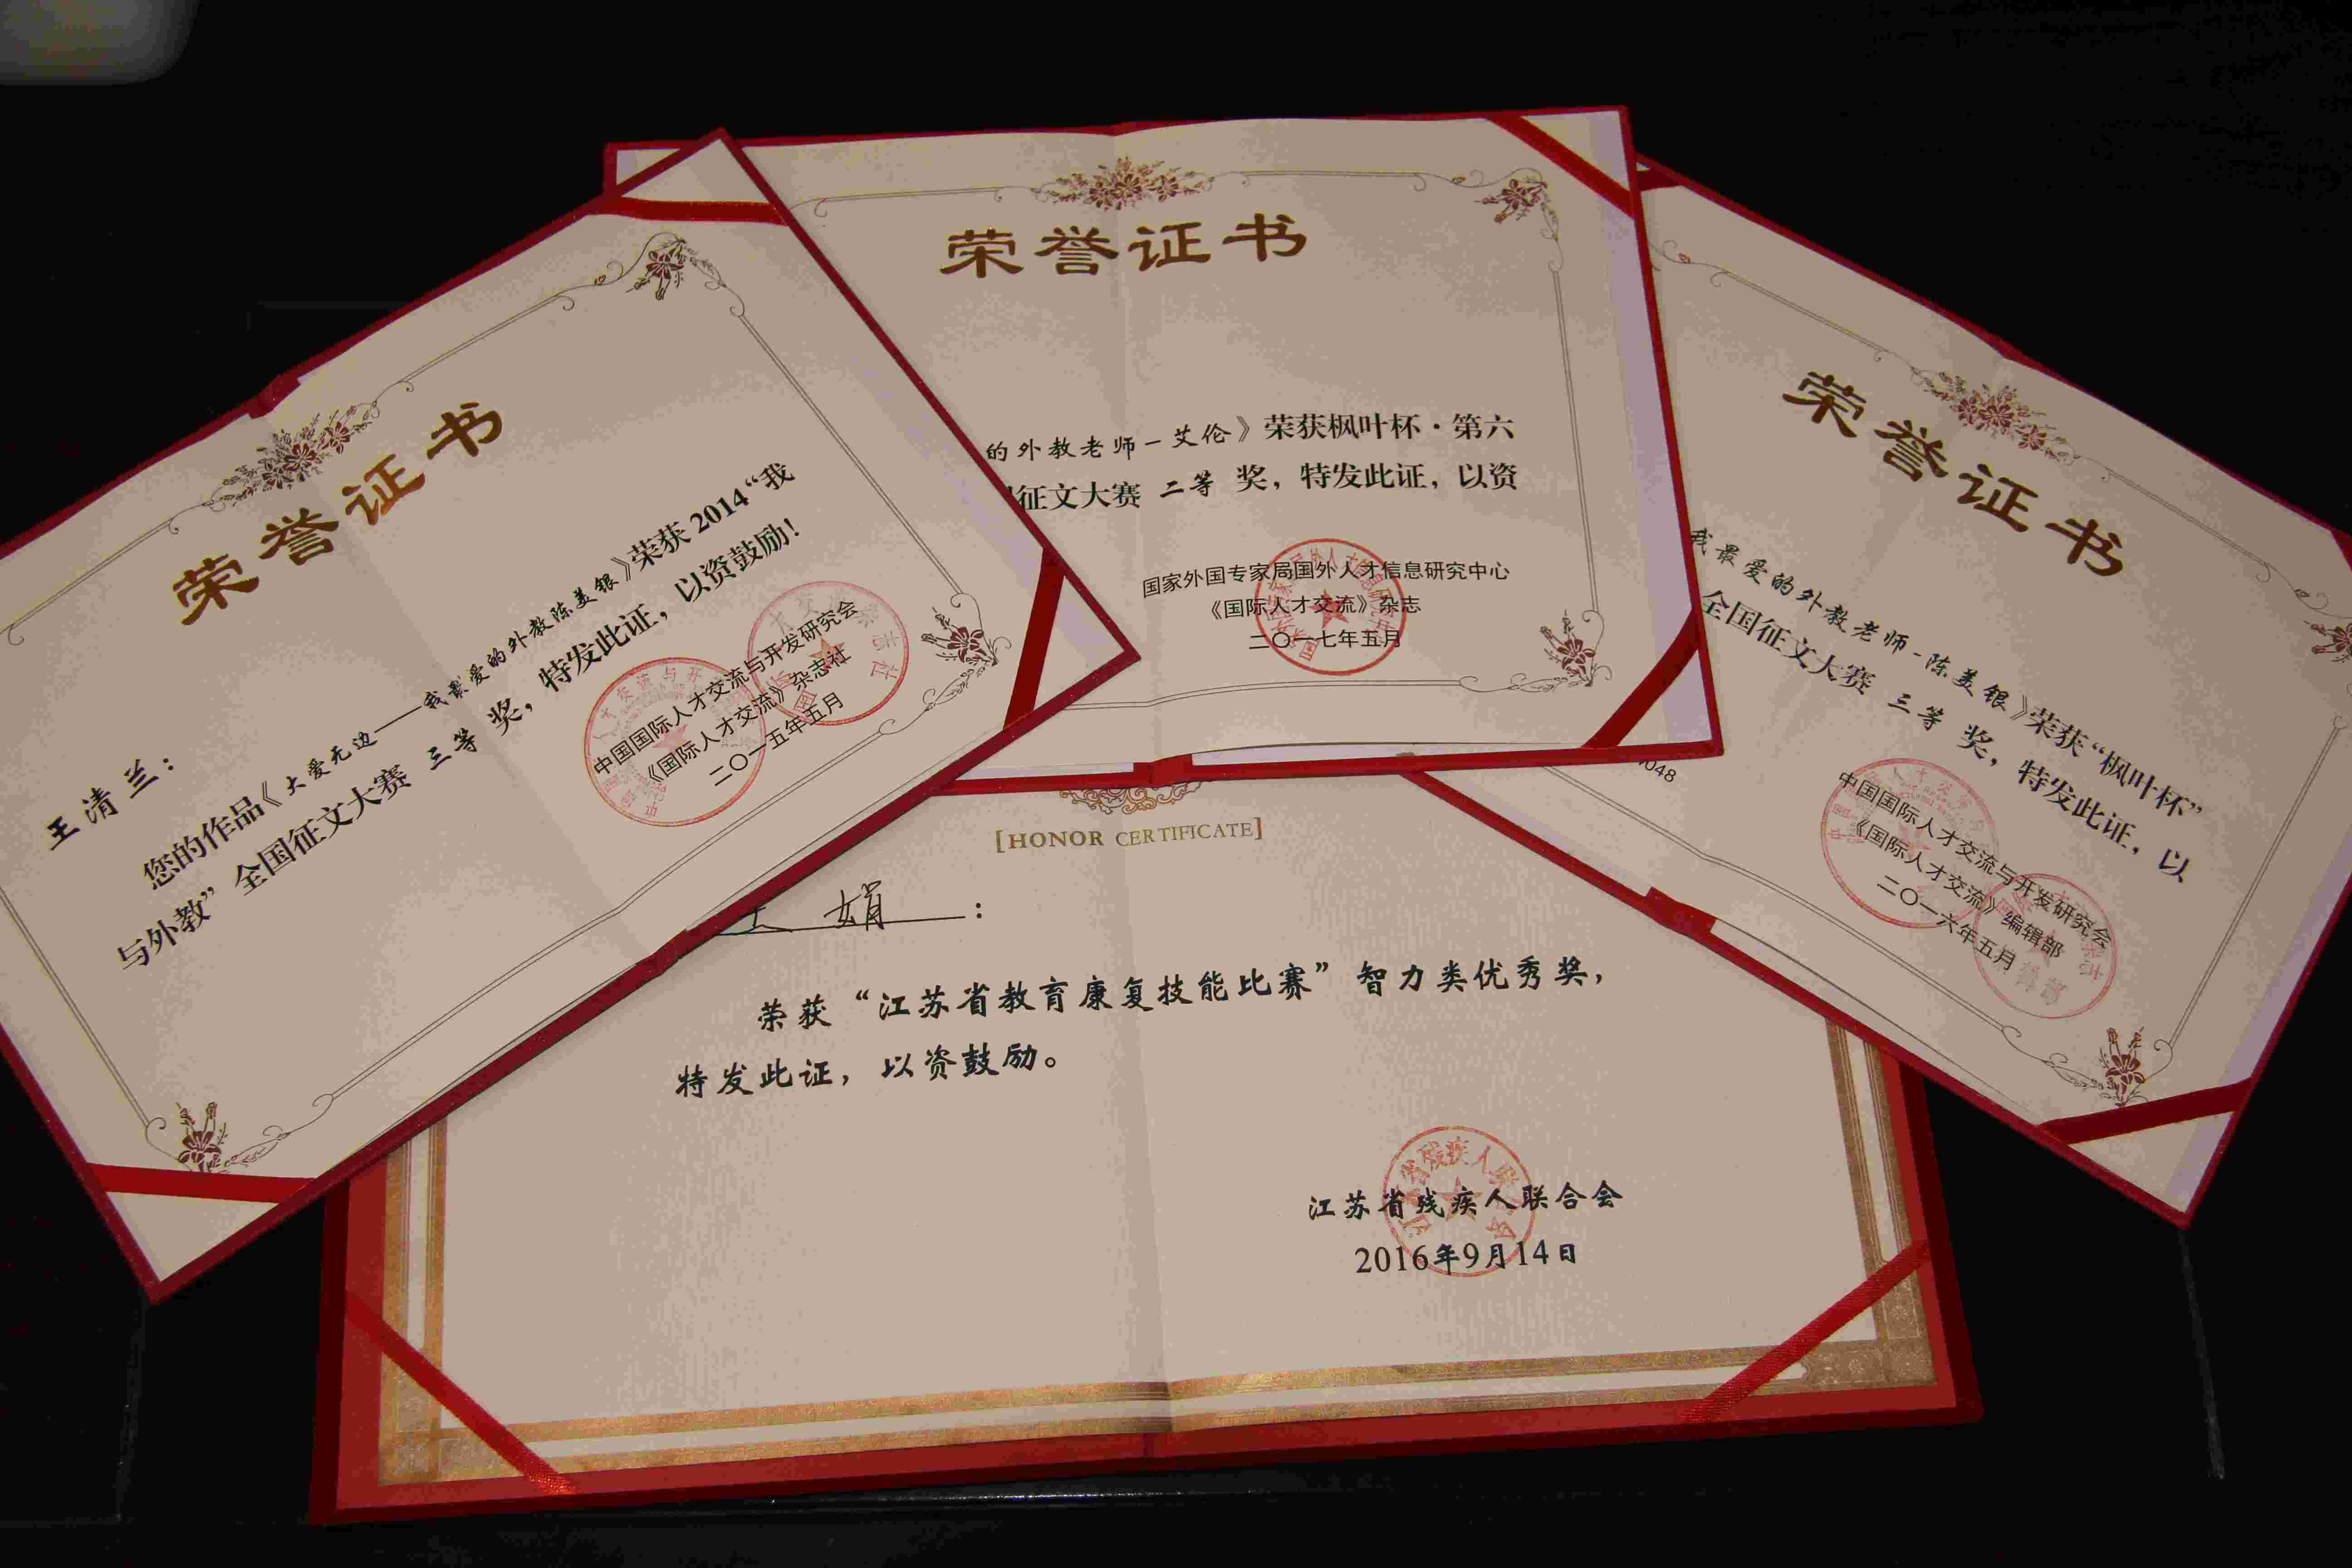 荣誉证书
王清兰：
您的作品《大爱无边——我最爱的外教陈美银》荣获2014“我
与外教”全国征文大赛 三等 奖，特发此证，以资鼓励！
中国国际人才交流与开发研究会
《国际人才交流》杂志社
二〇一五年五月
荣誉证书
的外教老师－艾伦》荣获枫叶杯·第六
征文大赛 二等 奖，特发此证，以资
国家外国专家局国外人才信息研究中心
《国际人才交流》杂志
二〇一七年五月
荣誉证书
我最爱的外教老师－陈美银》荣获“枫叶杯”
全国征文大赛 三等 奖，特发此证，以
中国国际人才交流与开发研究会
《国际人才交流》编辑部
二〇一六年五月
048
[HONOR CERTIFICATE]
娟：
荣获“江苏省教育康复技能比赛”智力类优秀奖，
特发此证，以资鼓励。
江苏省残疾人联合会
2016年9月14日